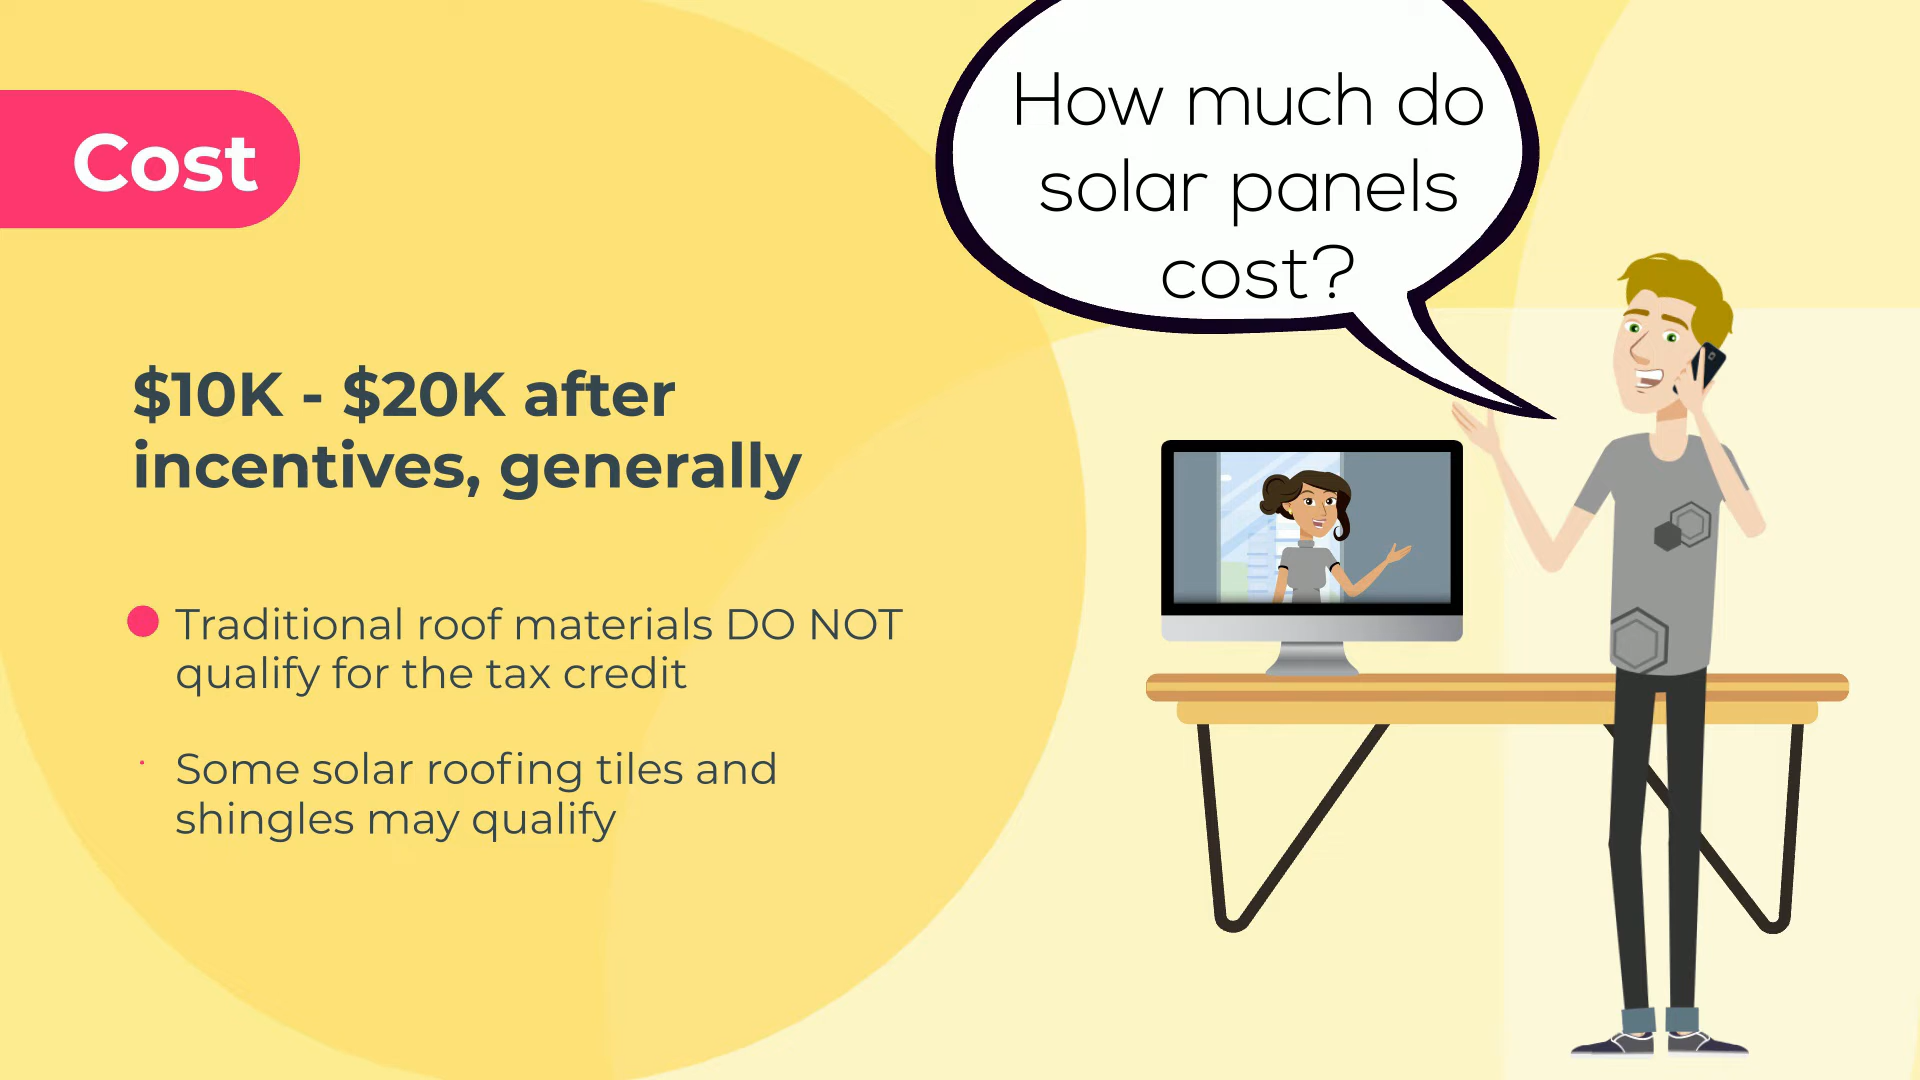 Cost
How much do
solar panels
cost?
$10K - $20K after
incentives, generally
Traditional roof materials DO NOT
qualify for the tax credit
Some solar roofing tiles and
shingles may qualify